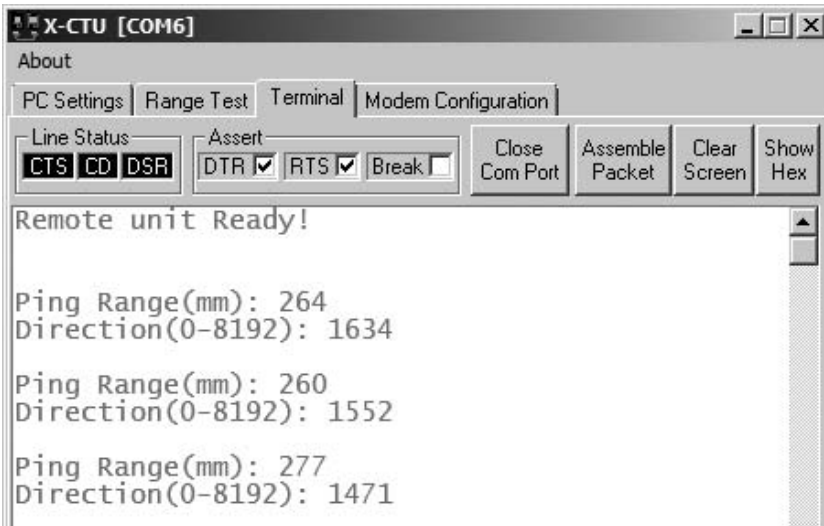 X-CTU [COM6]
About
PC Settings Range Test Terminal Modem Configuration
Line Status Assert
CTS CD DSR DTR RTS Break
Close Com Port
Assemble Packet
Clear Screen
Show Hex
Remote unit Ready!
Ping Range(mm): 264
Direction(0-8192): 1634
Ping Range(mm): 260
Direction(0-8192): 1552
Ping Range(mm): 277
Direction(0-8192): 1471